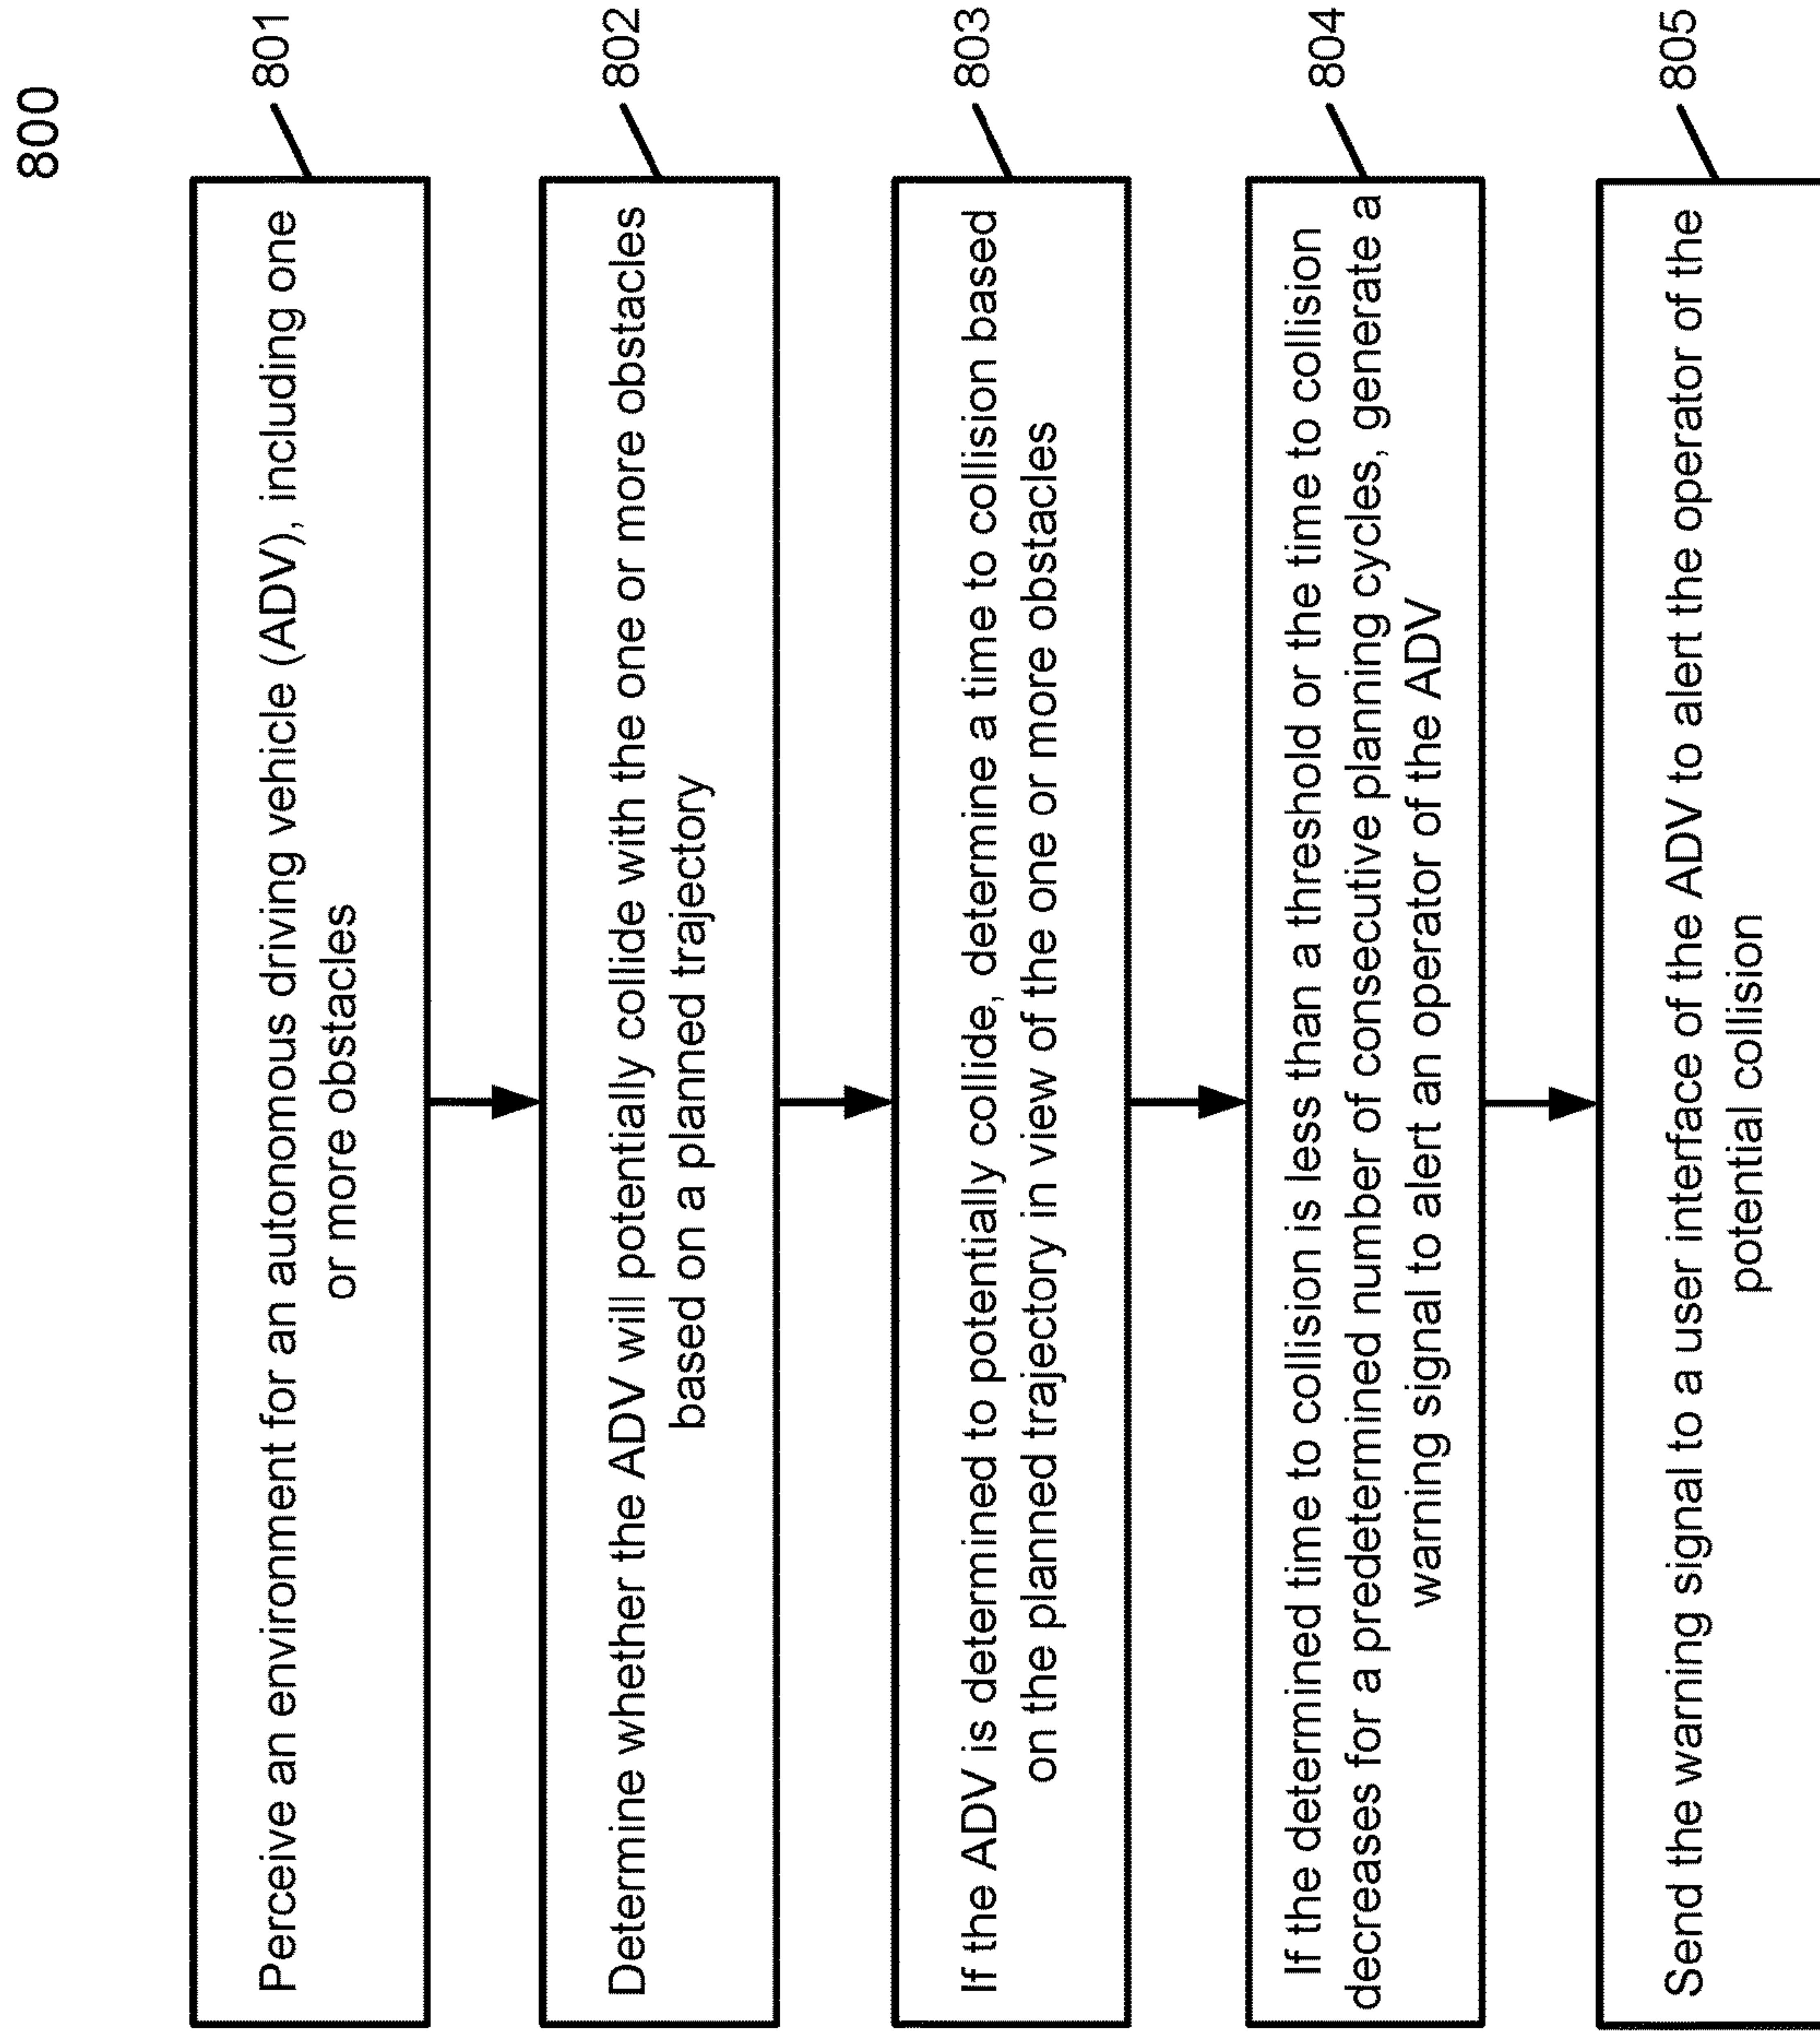 800
Perceive an environment for an autonomous driving vehicle (ADV), including one
or more obstacles
801
Determine whether the ADV will potentially collide with the one or more obstacles
based on a planned trajectory
802
If the ADV is determined to potentially collide, determine a time to collision based
on the planned trajectory in view of the one or more obstacles
803
If the determined time to collision is less than a threshold or the time to collision
decreases for a predetermined number of consecutive planning cycles, generate a
warning signal to alert an operator of the ADV
804
Send the warning signal to a user interface of the ADV to alert the operator of the
potential collision
805